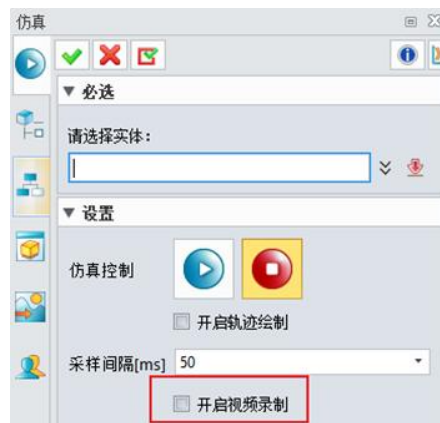 仿真
▼ 必选
请选择实体：
▼ 设置
仿真控制
开启轨迹绘制
采样间隔[ms] 50
开启视频录制